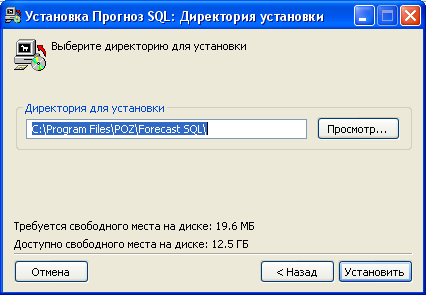 Установка Прогноз SQL: Директория установки
Выберите директорию для установки
Директория для установки
C:\Program Files\POZ\Forecast SQL\
Просмотр...
Требуется свободного места на диске: 19.6 МБ
Доступно свободного места на диске: 12.5 ГБ
Отмена
< Назад
Установить